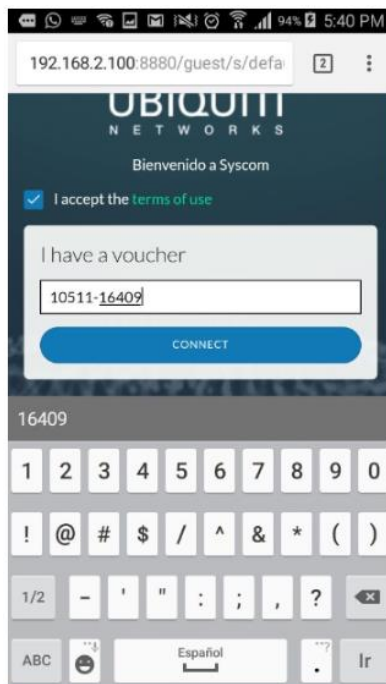 94% 5:40 PM
192.168.2.100:8880/guest/s/defa 2
UBIQUITI
NETWORKS
Bienvenido a Syscom
I accept the terms of use
I have a voucher
10511-16409
CONNECT
16409
1 2 3 4 5 6 7 8 9 0
! @ # $ / ^ & * ( )
1/2 - ' " : ; , ?
ABC Español . Ir